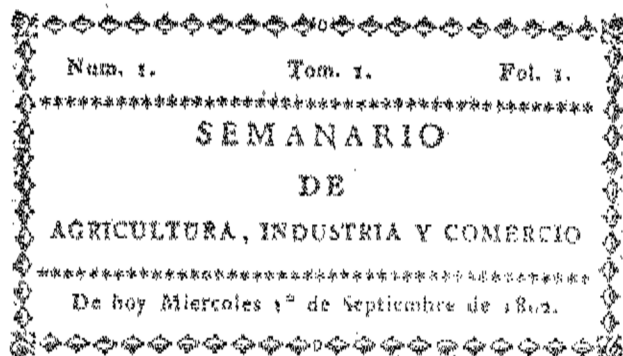 Num. 1. Tom. 1. Fol. 1.
SEMANARIO
DE
AGRICULTURA, INDUSTRIA Y COMERCIO
De hoy Miercoles 1º de Septiembre de 1802.